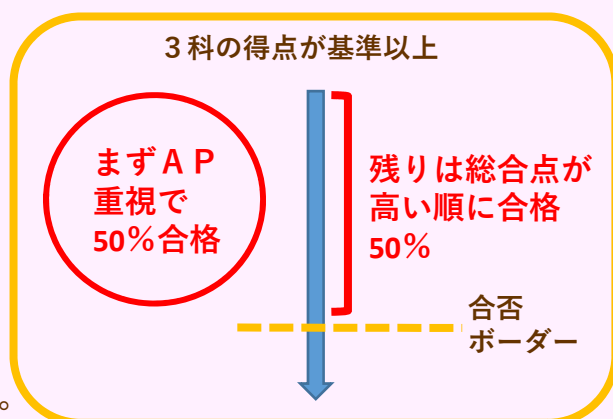 ３科の得点が基準以上
まずＡＰ
重視で
50％合格
残りは総合点が
高い順に合格
50％
合否
ボーダー
。